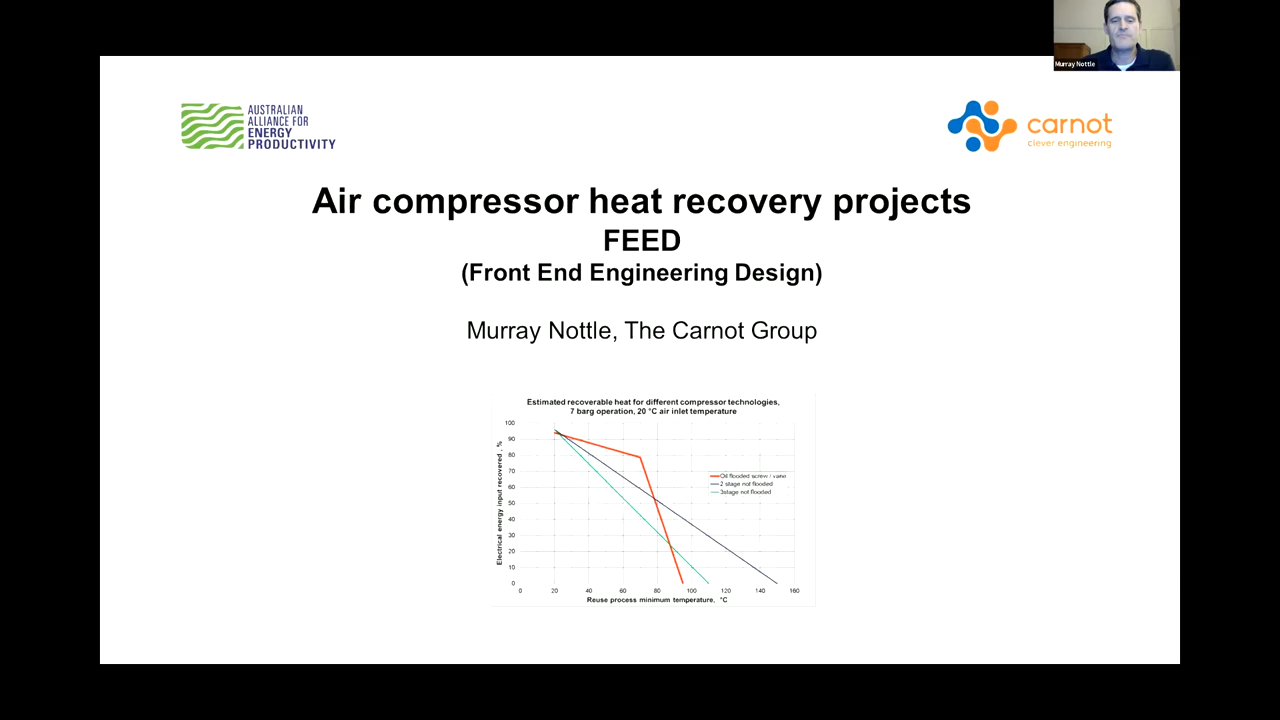 Murray Nottle
AUSTRALIAN
ALLIANCE FOR
ENERGY
PRODUCTIVITY
carnot
clever engineering
Air compressor heat recovery projects
FEED
(Front End Engineering Design)
Murray Nottle, The Carnot Group
Estimated recoverable heat for different compressor technologies,
7 barg operation, 20 °C air inlet temperature
Electrical energy input recovered , %
100
90
80
70
60
50
40
30
20
10
0
Oil flooded screw / vane
2 stage not flooded
3stage not flooded
0 20 40 60 80 100 120 140 160
Reuse process minimum temperature, °C